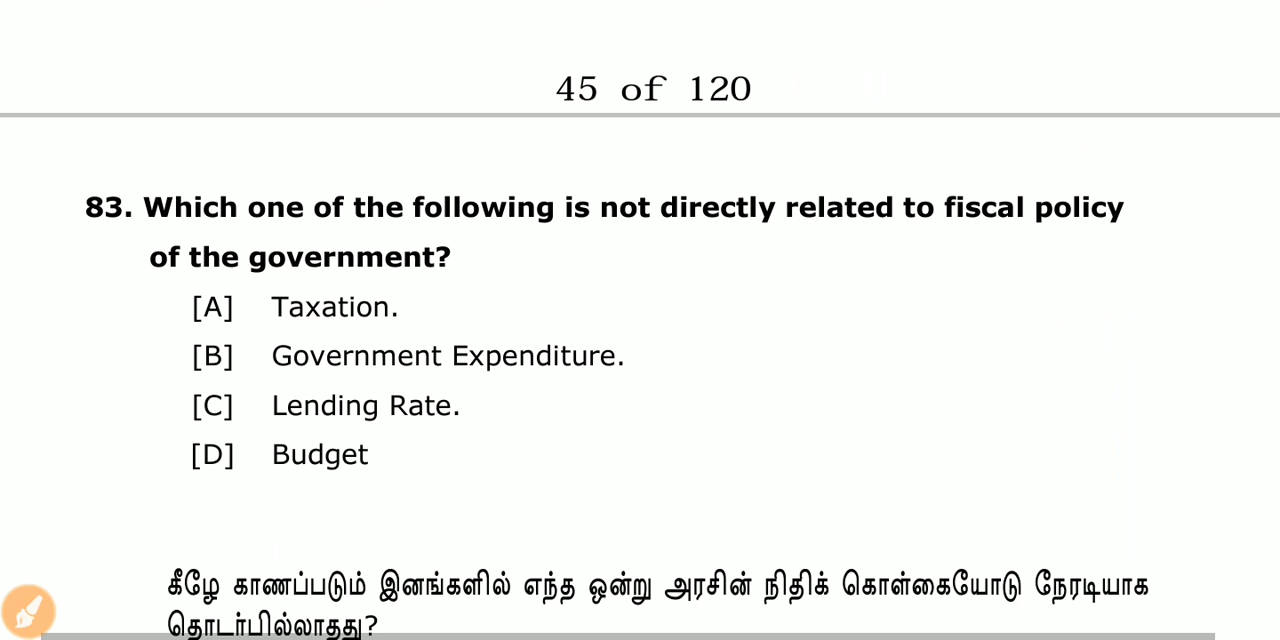 45 of 120
83. Which one of the following is not directly related to fiscal policy
of the government?
[A] Taxation.
[B] Government Expenditure.
[C] Lending Rate.
[D] Budget
கீழே காணப்படும் இனங்களில் எந்த ஒன்று அரசின் நிதிக் கொள்கையோடு நேரடியாக
தொடர்பில்லாதது?